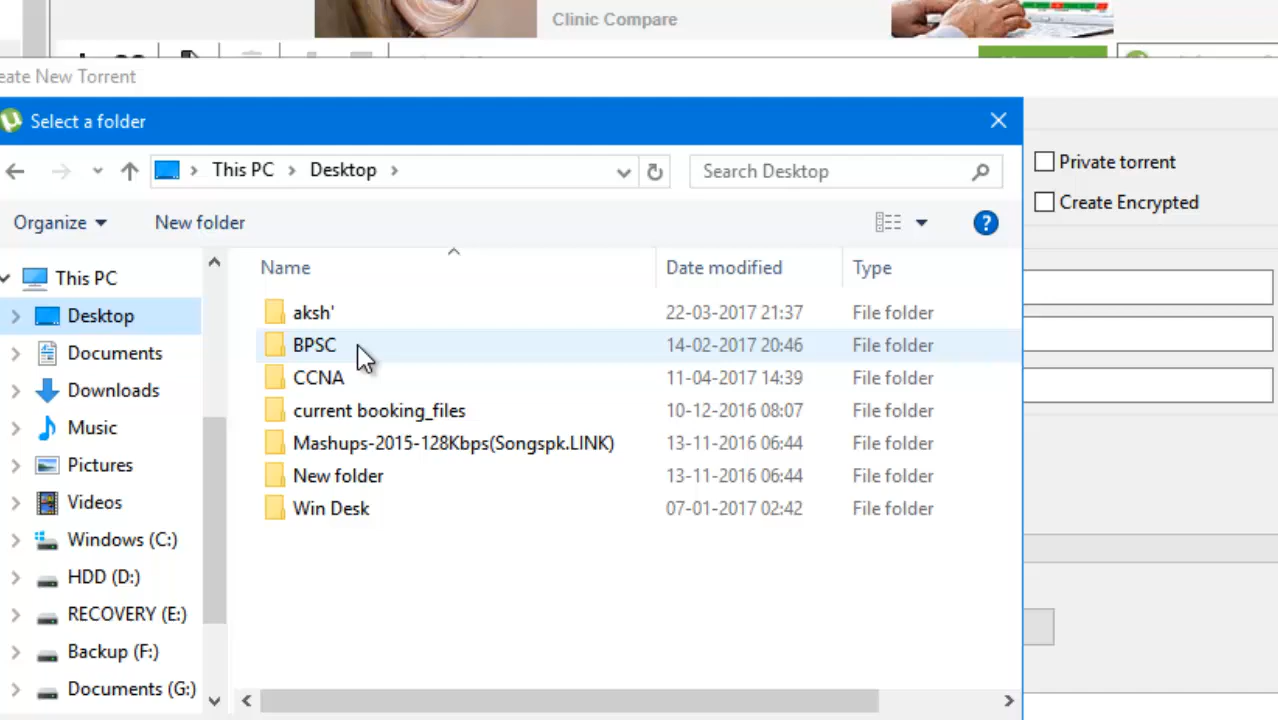 Clinic Compare
eate New Torrent
Select a folder
This PC Desktop
Search Desktop
Private torrent
Create Encrypted
Organize New folder
?
Name Date modified Type
This PC
Desktop
Documents
Downloads
Music
Pictures
Videos
Windows (C:)
HDD (D:)
RECOVERY (E:)
Backup (F:)
Documents (G:)
aksh' 22-03-2017 21:37 File folder
BPSC 14-02-2017 20:46 File folder
CCNA 11-04-2017 14:39 File folder
current booking_files 10-12-2016 08:07 File folder
Mashups-2015-128Kbps(Songspk.LINK) 13-11-2016 06:44 File folder
New folder 13-11-2016 06:44 File folder
Win Desk 07-01-2017 02:42 File folder